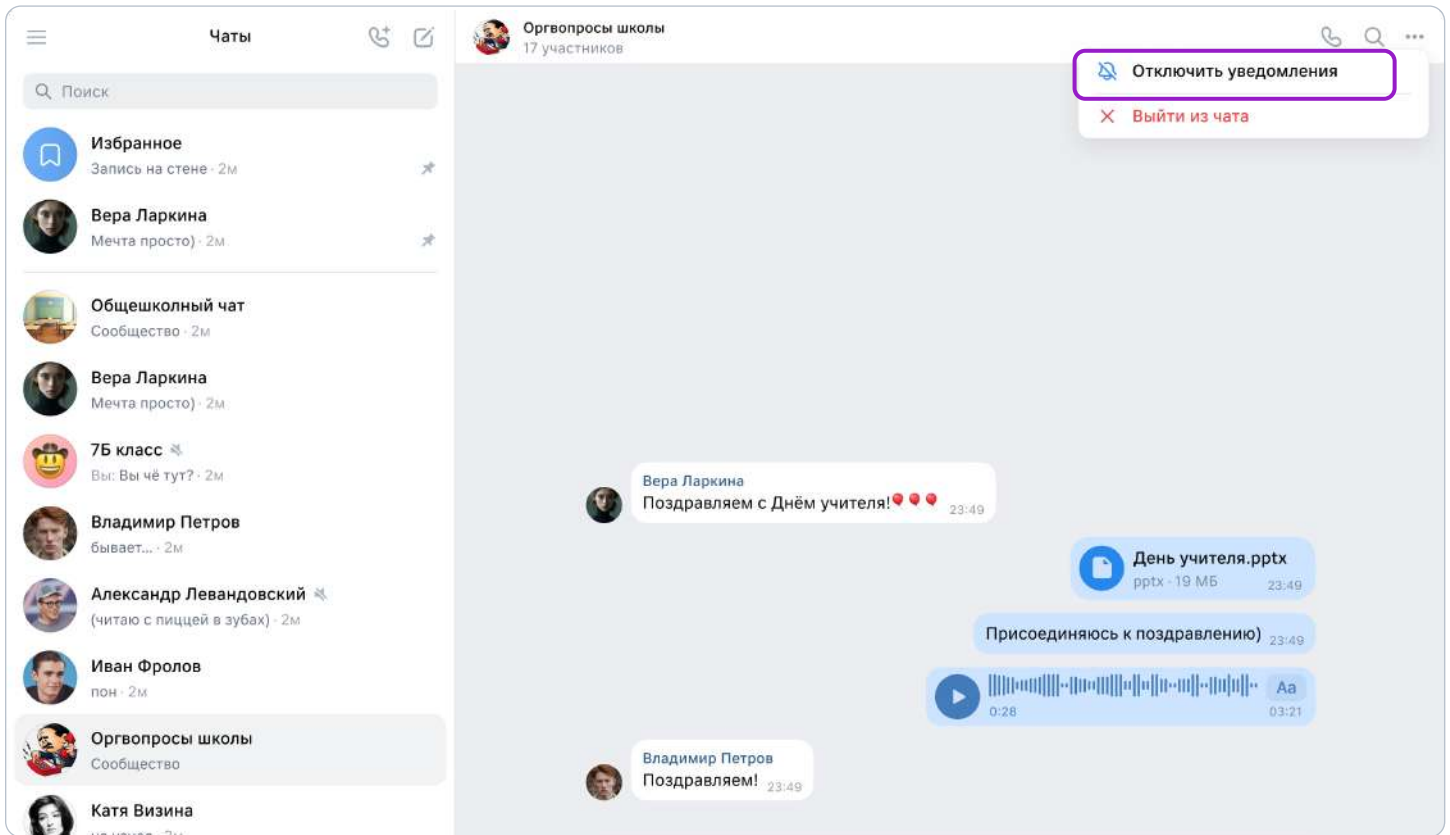 Чаты
Поиск
Избранное
Запись на стене · 2м
Вера Ларкина
Мечта просто) · 2м
Общешкольный чат
Сообщество · 2м
Вера Ларкина
Мечта просто) · 2м
7Б класс
Вы: Вы чё тут? · 2м
Владимир Петров
бывает... · 2м
Александр Левандовский
(читаю с пиццей в зубах) · 2м
Иван Фролов
пон · 2м
Оргвопросы школы
Сообщество
Катя Визина
Оргвопросы школы
17 участников
Отключить уведомления
Выйти из чата
Вера Ларкина
Поздравляем с Днём учителя!
23:49
День учителя.pptx
pptx · 19 МБ 23:49
Присоединяюсь к поздравлению) 23:49
Aa
0:28 03:21
Владимир Петров
Поздравляем! 23:49